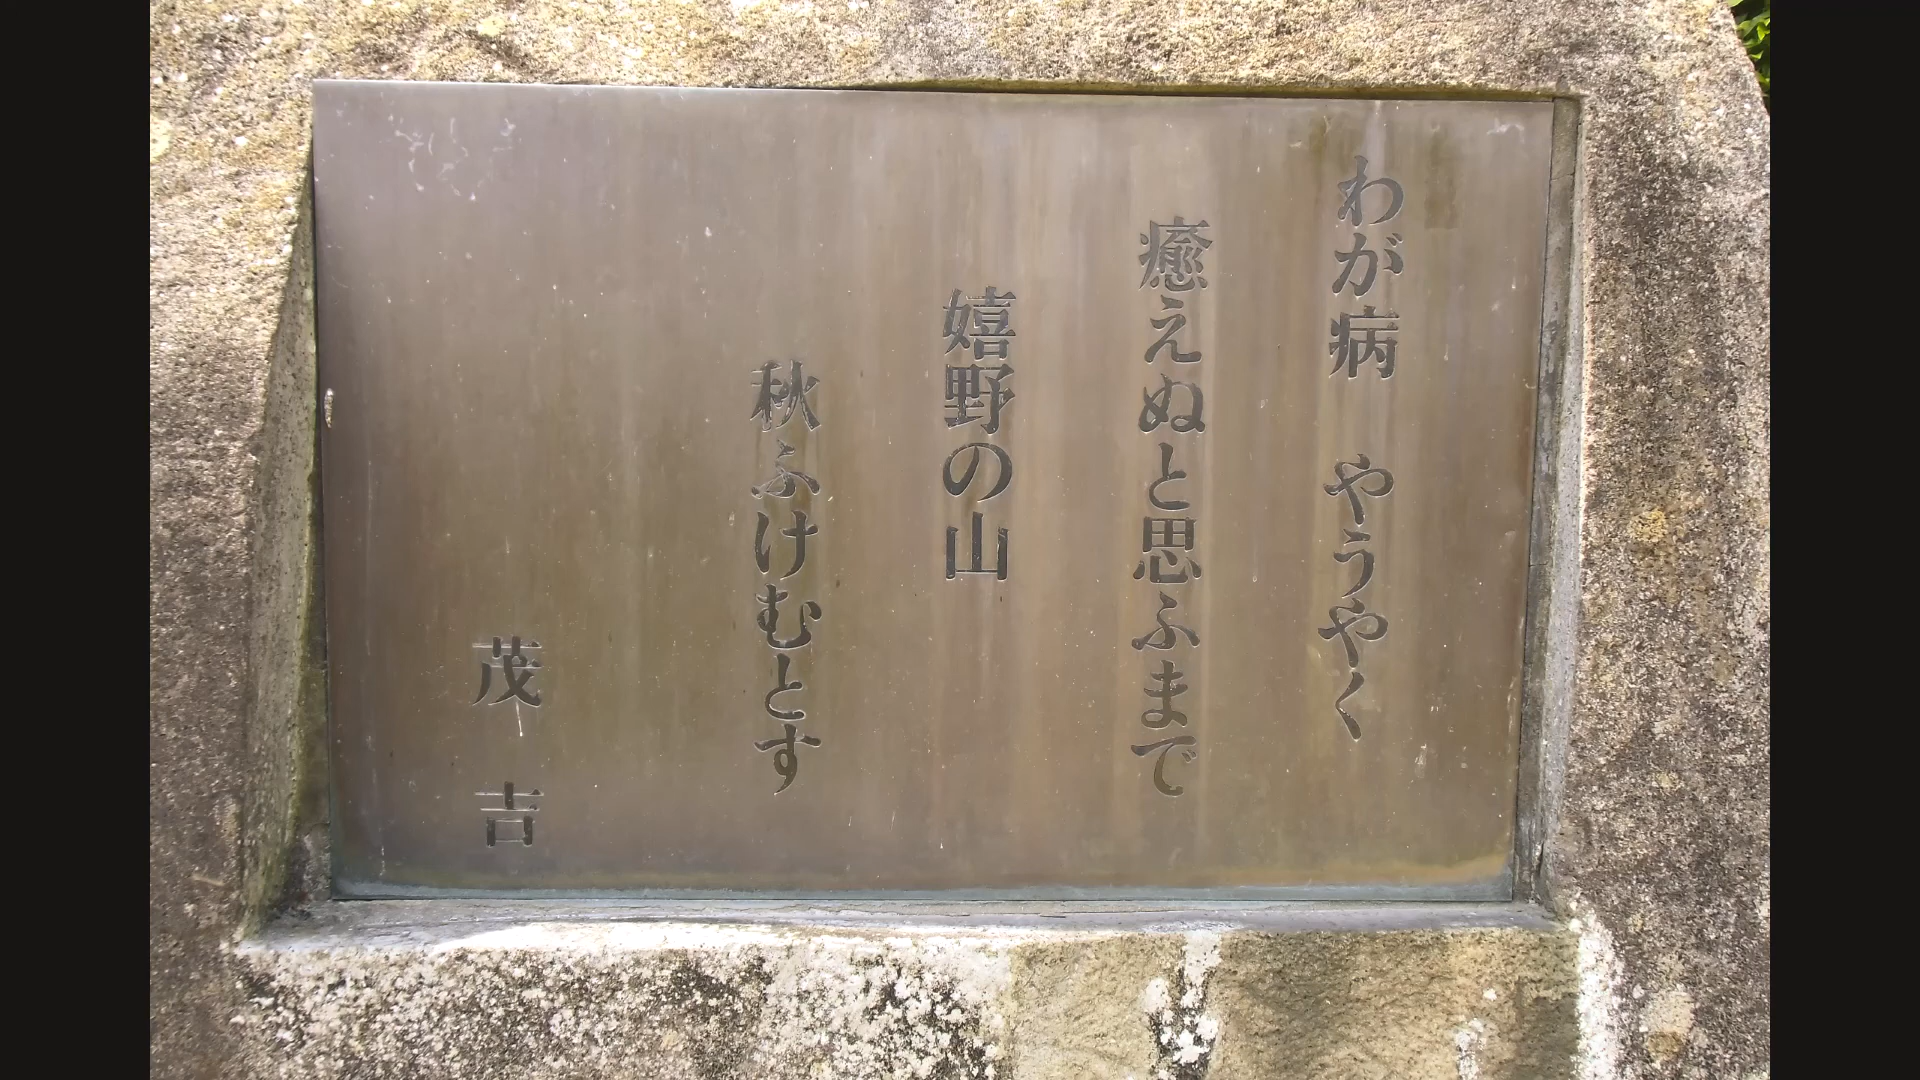 わが病　やうやく
癒えぬと思ふまで
嬉野の山
秋ふけむとす
茂　吉